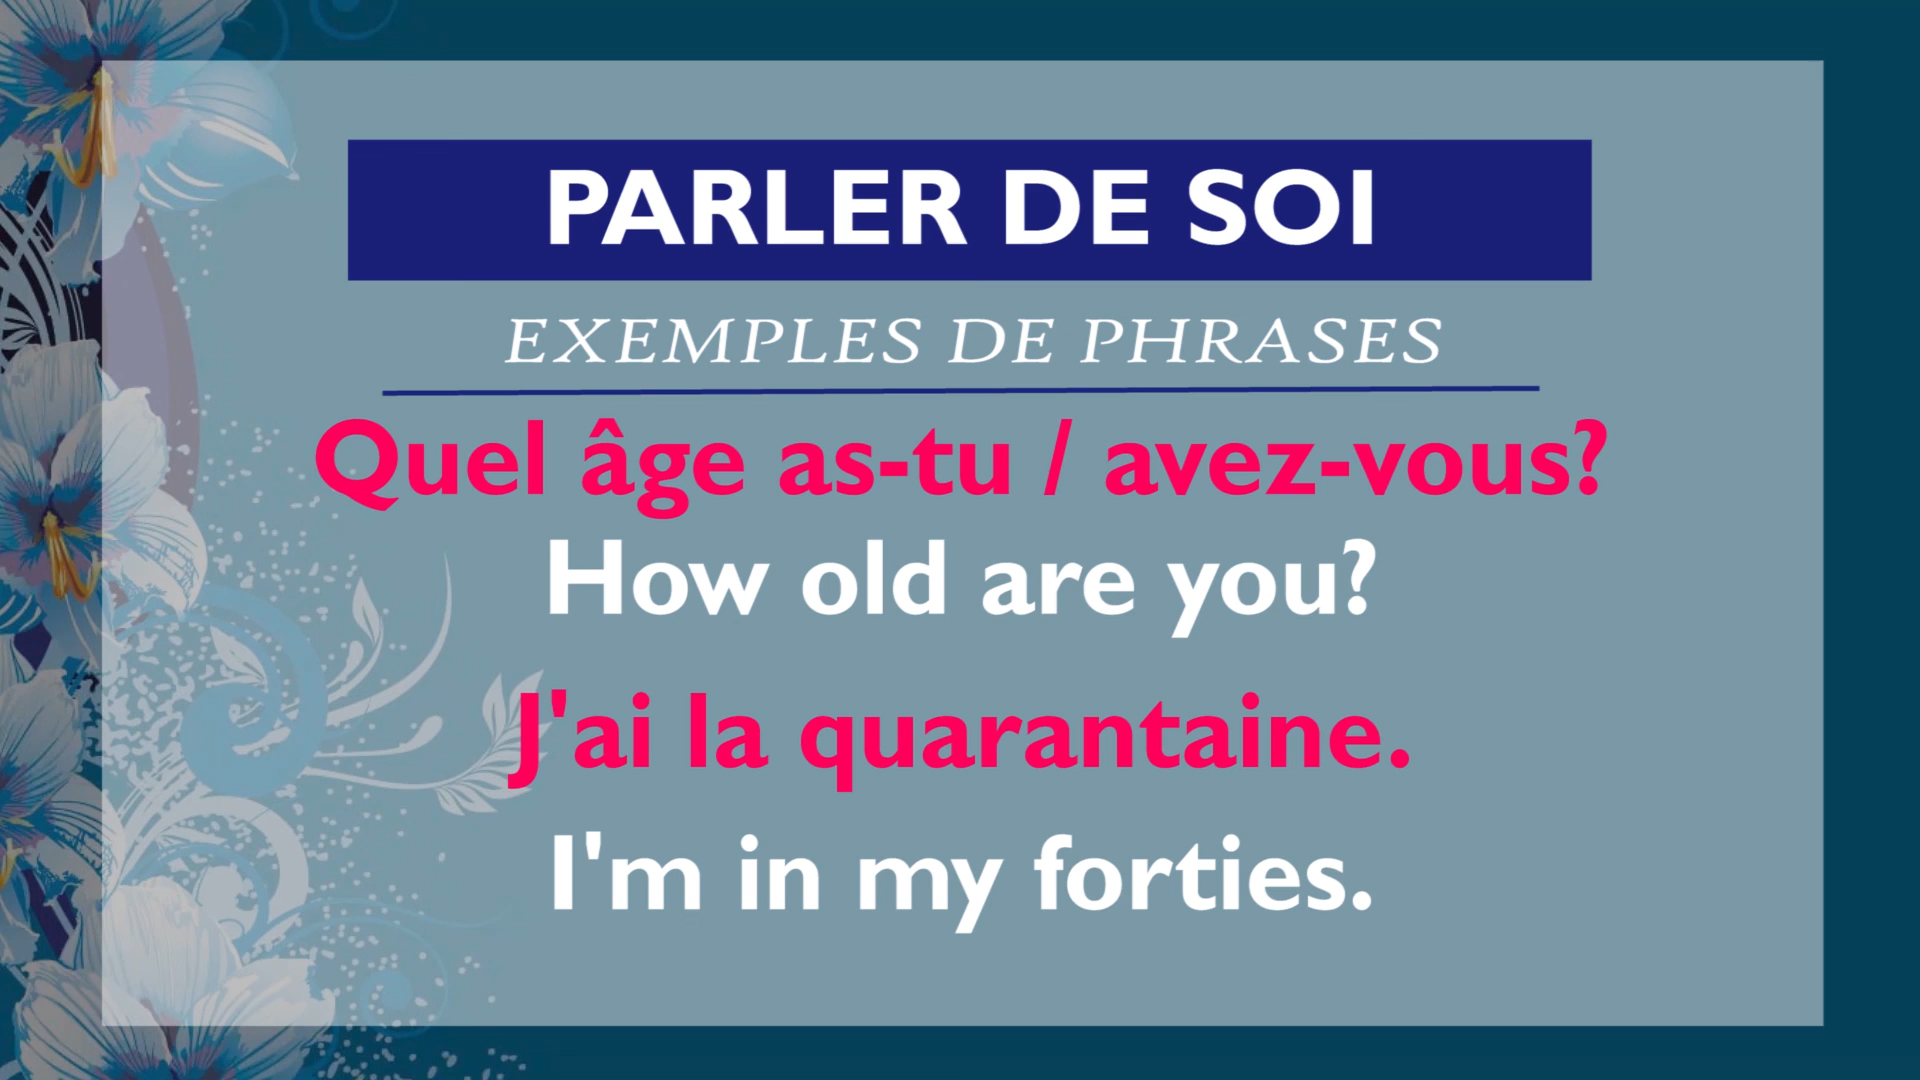 PARLER DE SOI
EXEMPLES DE PHRASES
Quel âge as-tu / avez-vous?
How old are you?
J'ai la quarantaine.
I'm in my forties.